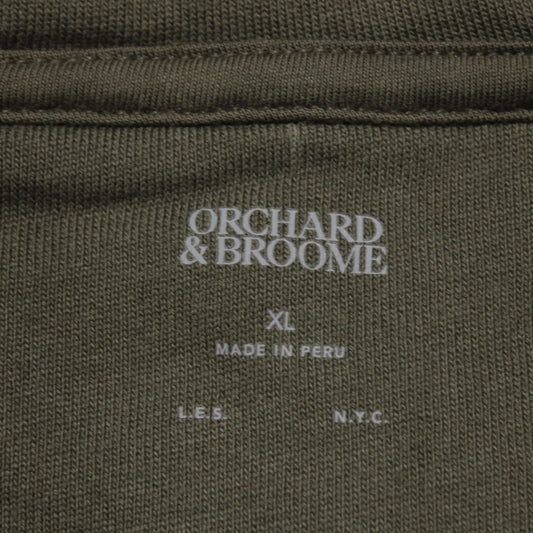 ORCHARD
& BROOME
XL
MADE IN PERU
L.E.S. N.Y.C.